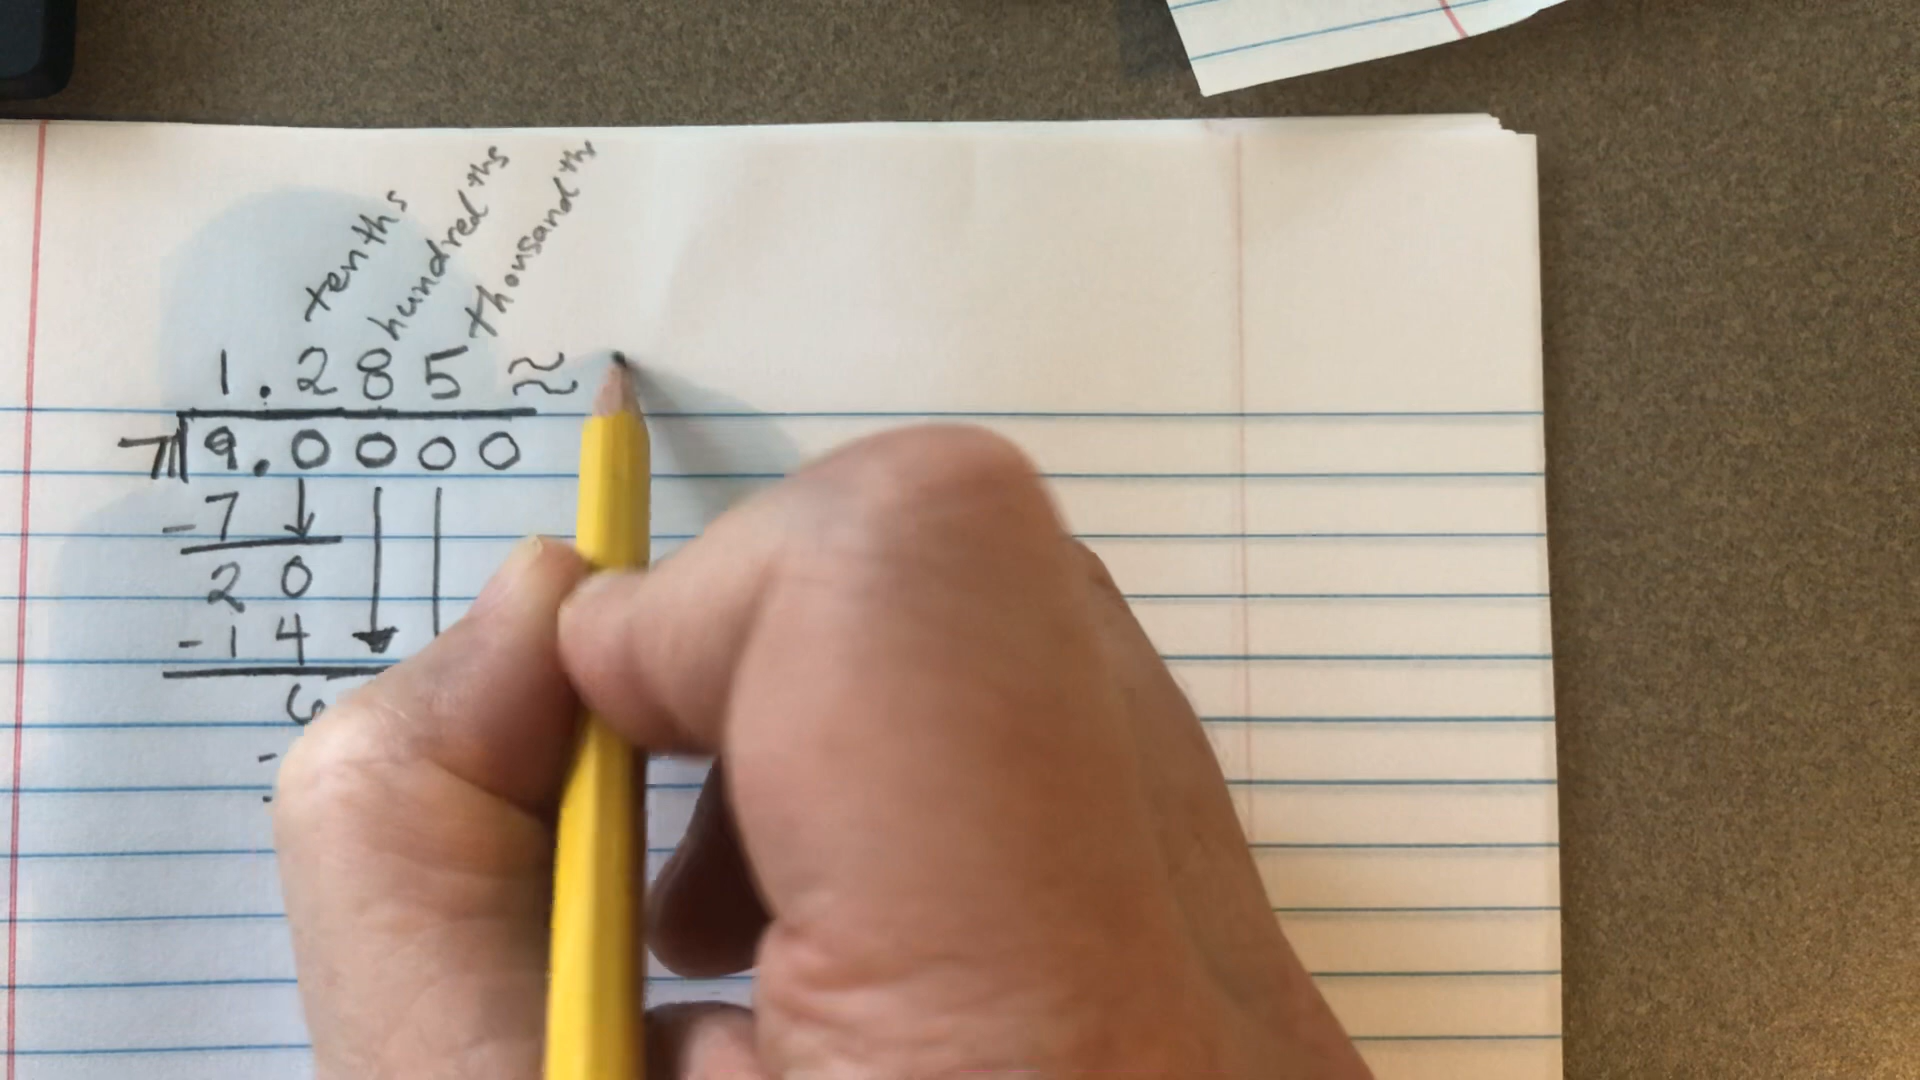 tenths
hundredths
thousandths
1.285 ≈
7 9.0000
-7
20
-14
6
-